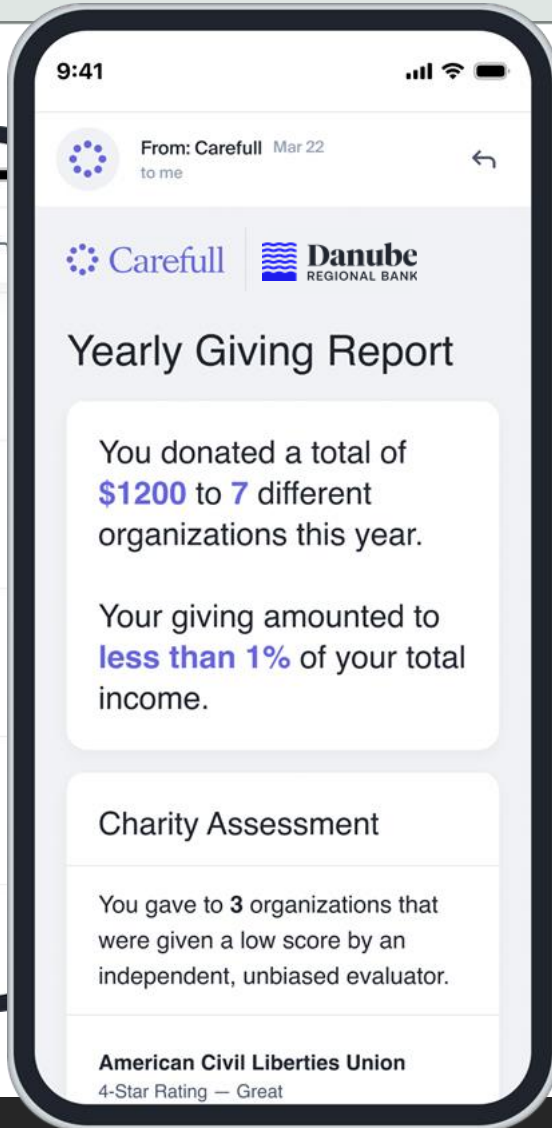 9:41
From: Carefull Mar 22
to me
Carefull
Danube
REGIONAL BANK
Yearly Giving Report
You donated a total of
$1200 to 7 different
organizations this year.
Your giving amounted to
less than 1% of your total
income.
Charity Assessment
You gave to 3 organizations that
were given a low score by an
independent, unbiased evaluator.
American Civil Liberties Union
4-Star Rating — Great